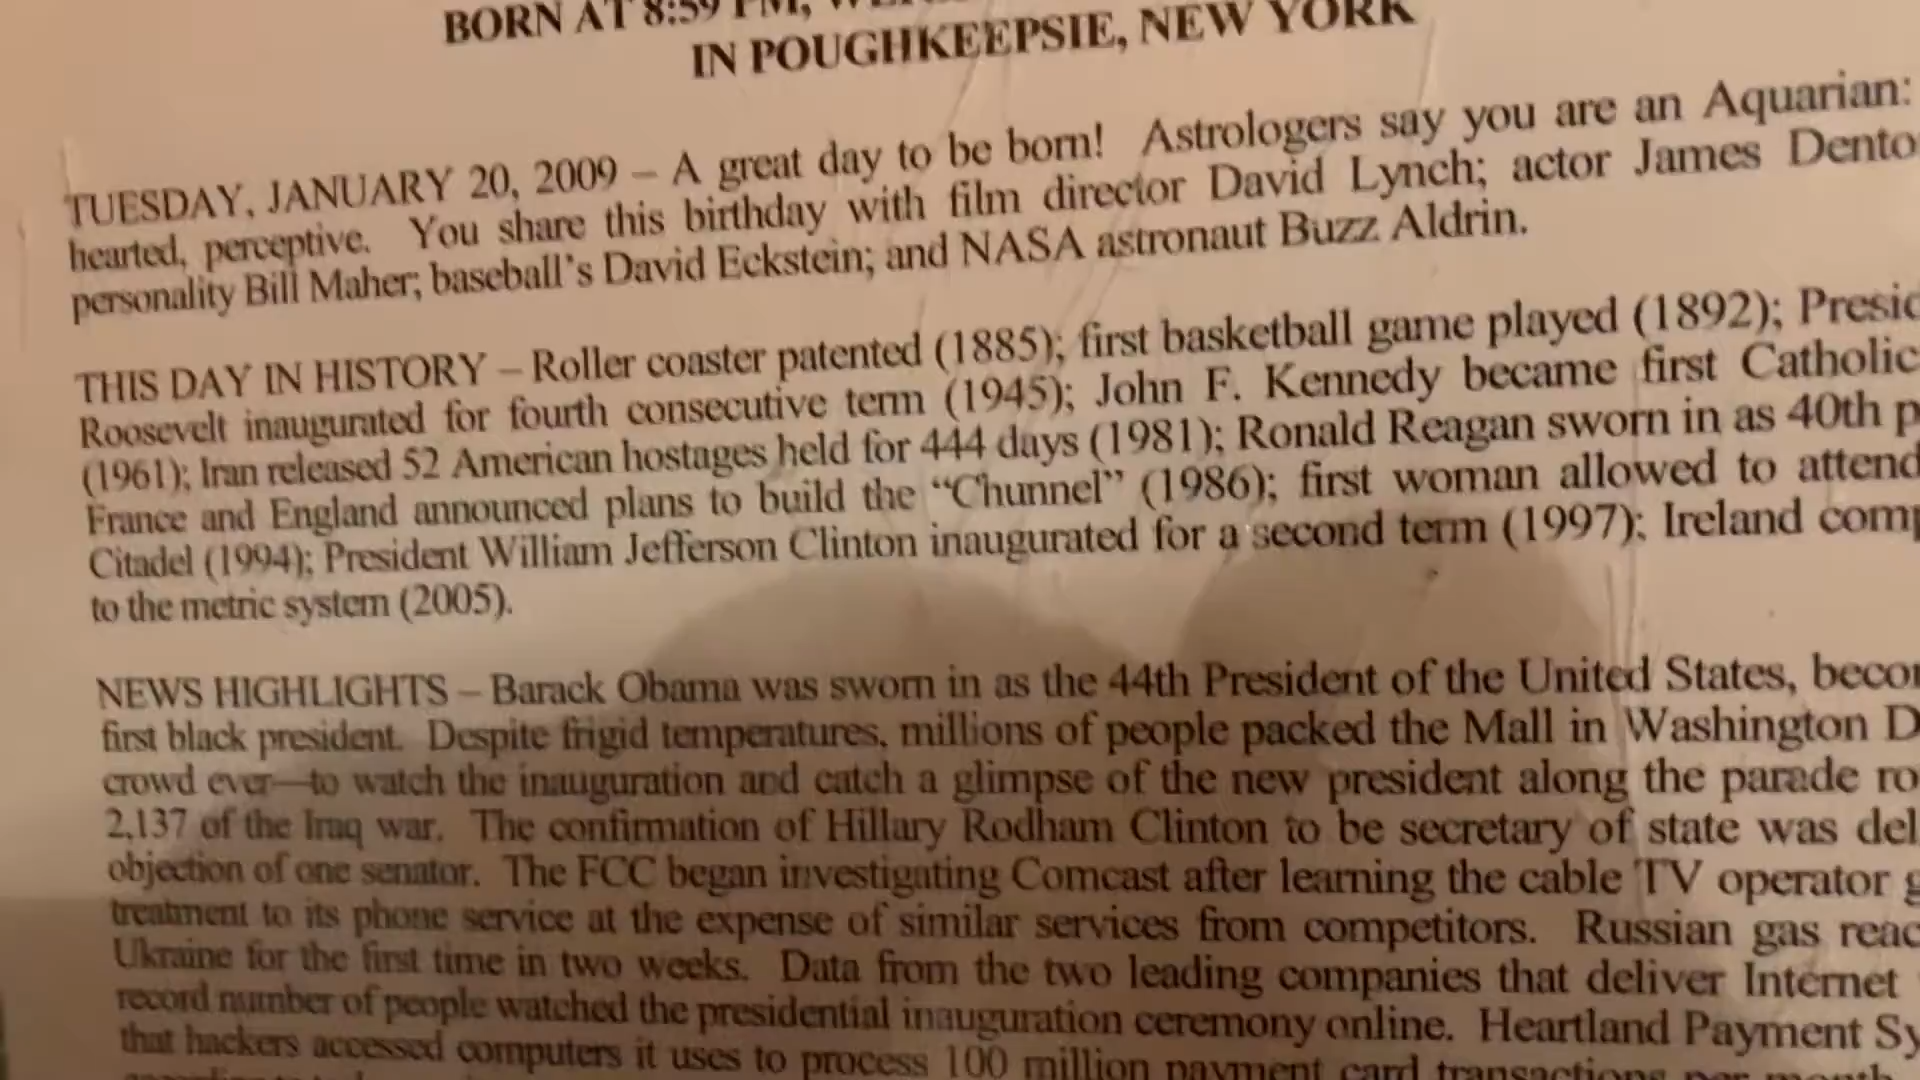 BORN AT 8:59 PM,
IN POUGHKEEPSIE, NEW YORK
TUESDAY, JANUARY 20, 2009 – A great day to be born! Astrologers say you are an Aquarian:
hearted, perceptive. You share this birthday with film director David Lynch; actor James Dento
personality Bill Maher; baseball's David Eckstein; and NASA astronaut Buzz Aldrin.
THIS DAY IN HISTORY – Roller coaster patented (1885); first basketball game played (1892); Presid
Roosevelt inaugurated for fourth consecutive term (1945); John F. Kennedy became first Catholic
(1961); Iran released 52 American hostages held for 444 days (1981); Ronald Reagan sworn in as 40th p
France and England announced plans to build the “Chunnel” (1986); first woman allowed to attend
Citadel (1994); President William Jefferson Clinton inaugurated for a second term (1997); Ireland comp
to the metric system (2005).
NEWS HIGHLIGHTS – Barack Obama was sworn in as the 44th President of the United States, becom
first black president. Despite frigid temperatures, millions of people packed the Mall in Washington D
crowd ever—to watch the inauguration and catch a glimpse of the new president along the parade ro
2,137 of the Iraq war. The confirmation of Hillary Rodham Clinton to be secretary of state was del
objection of one senator. The FCC began investigating Comcast after learning the cable TV operator g
treatment to its phone service at the expense of similar services from competitors. Russian gas reac
Ukraine for the first time in two weeks. Data from the two leading companies that deliver Internet
record number of people watched the presidential inauguration ceremony online. Heartland Payment Sy
that hackers accessed computers it uses to process 100 million payment card transactions per month